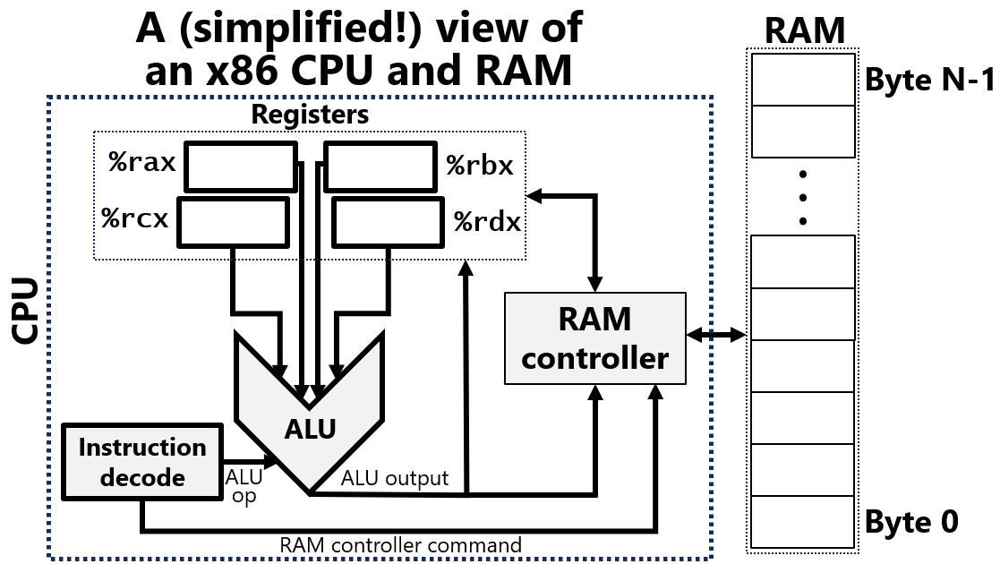 A (simplified!) view of
an x86 CPU and RAM
RAM
Byte N-1
Registers
%rax
%rbx
%rcx
%rdx
CPU
RAM
controller
ALU
Instruction
decode
ALU
op
ALU output
Byte 0
RAM controller command